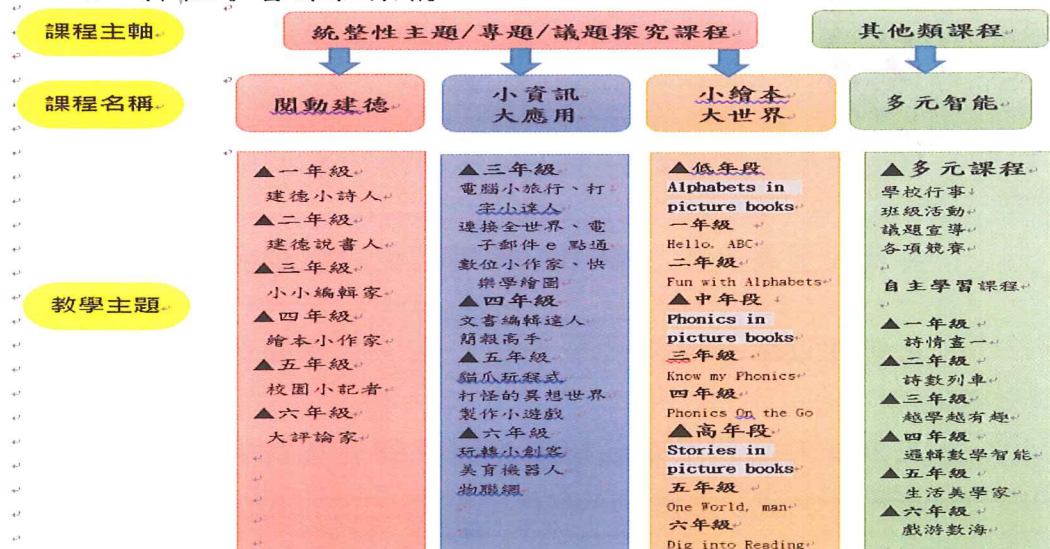 課程主軸
統整性主題/專題/議題探究課程
其他類課程
課程名稱
閱動建德
小資訊
大應用
小繪本
大世界
多元智能
教學主題
▲一年級
建德小詩人
▲二年級
建德說書人
▲三年級
小小編輯家
▲四年級
繪本小作家
▲五年級
校園小記者
▲六年級
大評論家
▲三年級
電腦小旅行、打
字小達人
連接全世界、電
子郵件 e 點通
數位小作家、快
樂學繪圖
▲四年級
文書編輯達人
簡報高手
▲五年級
貓爪玩程式
打怪的異想世界
製作小遊戲
▲六年級
玩轉小創客
美育機器人
物聯網
▲低年段
Alphabets in
picture books
一年級
Hello, ABC
二年級
Fun with Alphabets
▲中年段
Phonics in
picture books
三年級
Know my Phonics
四年級
Phonics On the Go
▲高年段
Stories in
picture books
五年級
One World, man
六年級
Dig into Reading
▲多元課程
學校行事
班級活動
議題宣導
各項競賽
自主學習課程
▲一年級
詩情畫一
▲二年級
詩數列車
▲三年級
越學越有趣
▲四年級
邏輯數學智能
▲五年級
生活美學家
▲六年級
戲游數海